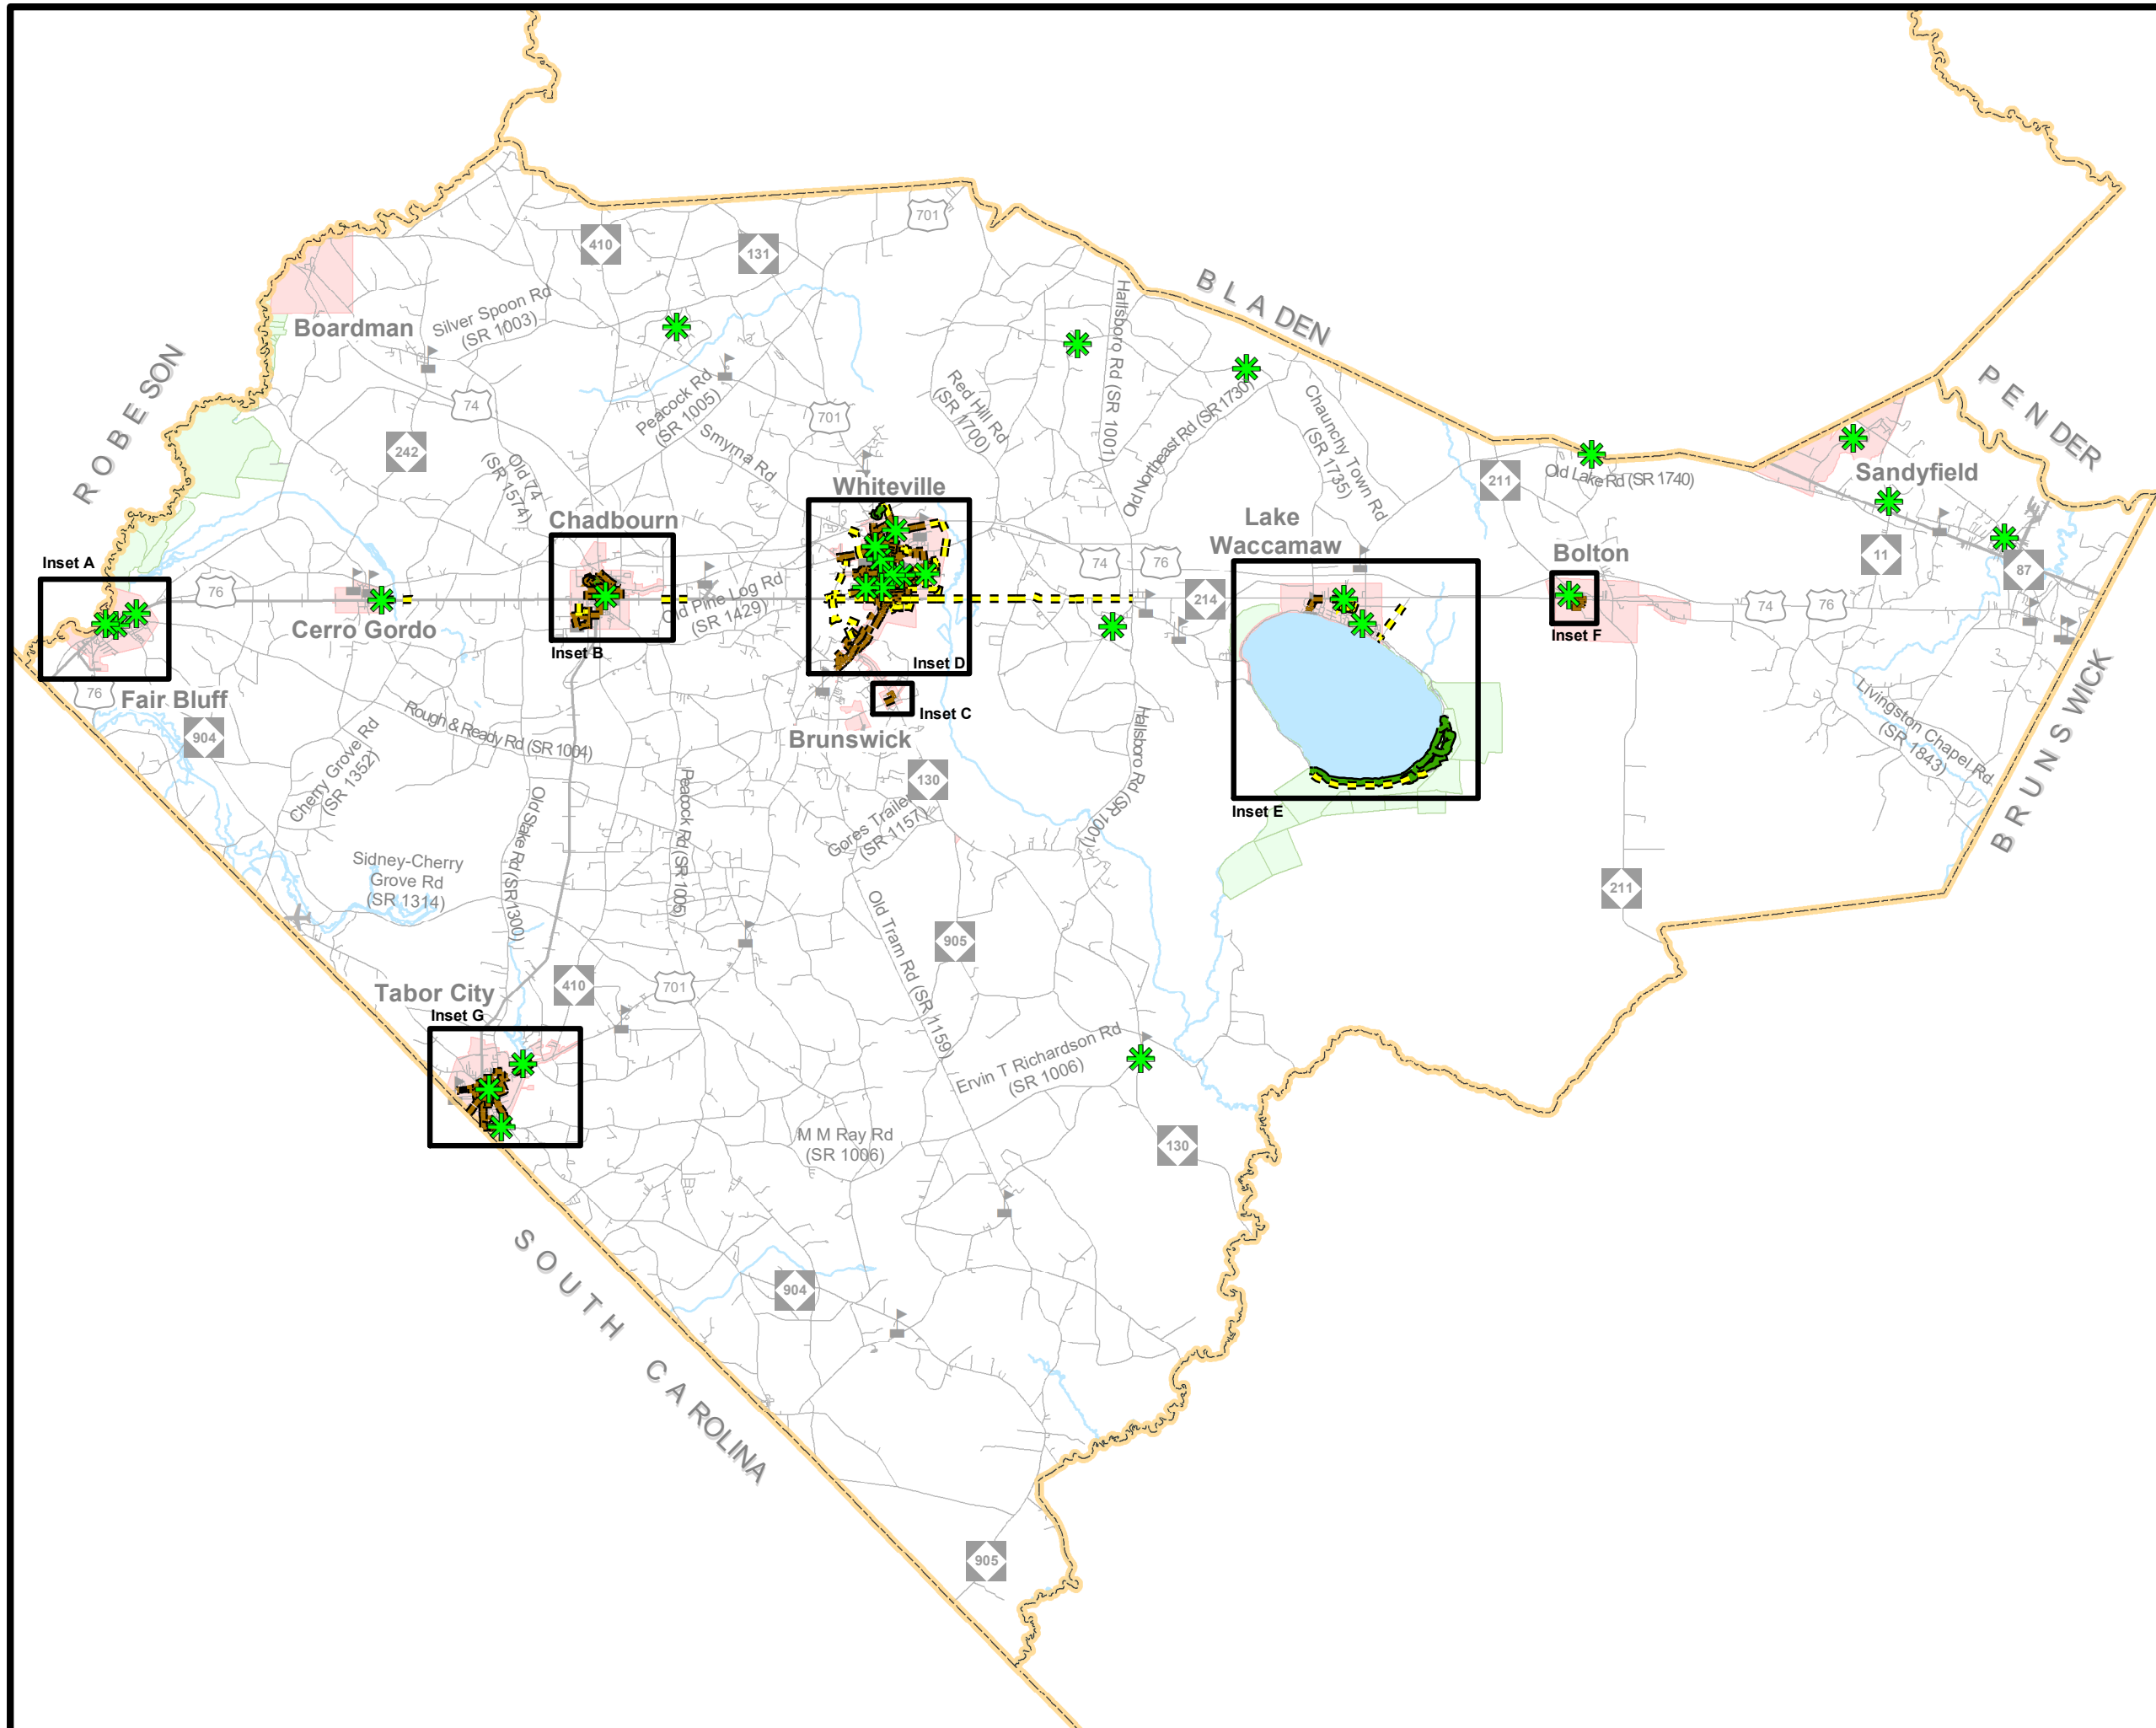 701
410
131
BLADEN
Silver Spoon Rd
(SR 1003)
Boardman
ROBESON
Hallsboro Rd (SR 1001)
PENDER
74
Peacock Rd
(SR 1005)
701
Red Hill Rd
(SR 1700)
Old Northeast Rd (SR 1730)
Chaunchy Town Rd
(SR 1735)
242
Smyrna Rd
Old 74
(SR 1574)
211
Old Lake Rd (SR 1740)
Sandyfield
Whiteville
Chadbourn
Lake
Waccamaw
Bolton
11
87
Inset A
76
74
76
214
74
76
Old Pine Log Rd
(SR 1429)
Cerro Gordo
Inset B
Inset D
Inset F
76
Fair Bluff
Inset C
904
Rough & Ready Rd (SR 1004)
Brunswick
Cherry Grove Rd
(SR 1352)
130
Hallsboro Rd (SR 1001)
Livingston Chapel Rd
(SR 1843)
BRUNSWICK
Inset E
Old Stake Rd (SR1300)
Peacock Rd (SR 1005)
Gores Trailer
(SR 1157)
Sidney-Cherry
Grove Rd
(SR 1314)
211
Old Tram Rd (SR 1159)
905
410
701
Tabor City
Inset G
Ervin T Richardson Rd
(SR 1006)
M M Ray Rd
(SR 1006)
130
SOUTH CAROLINA
904
905